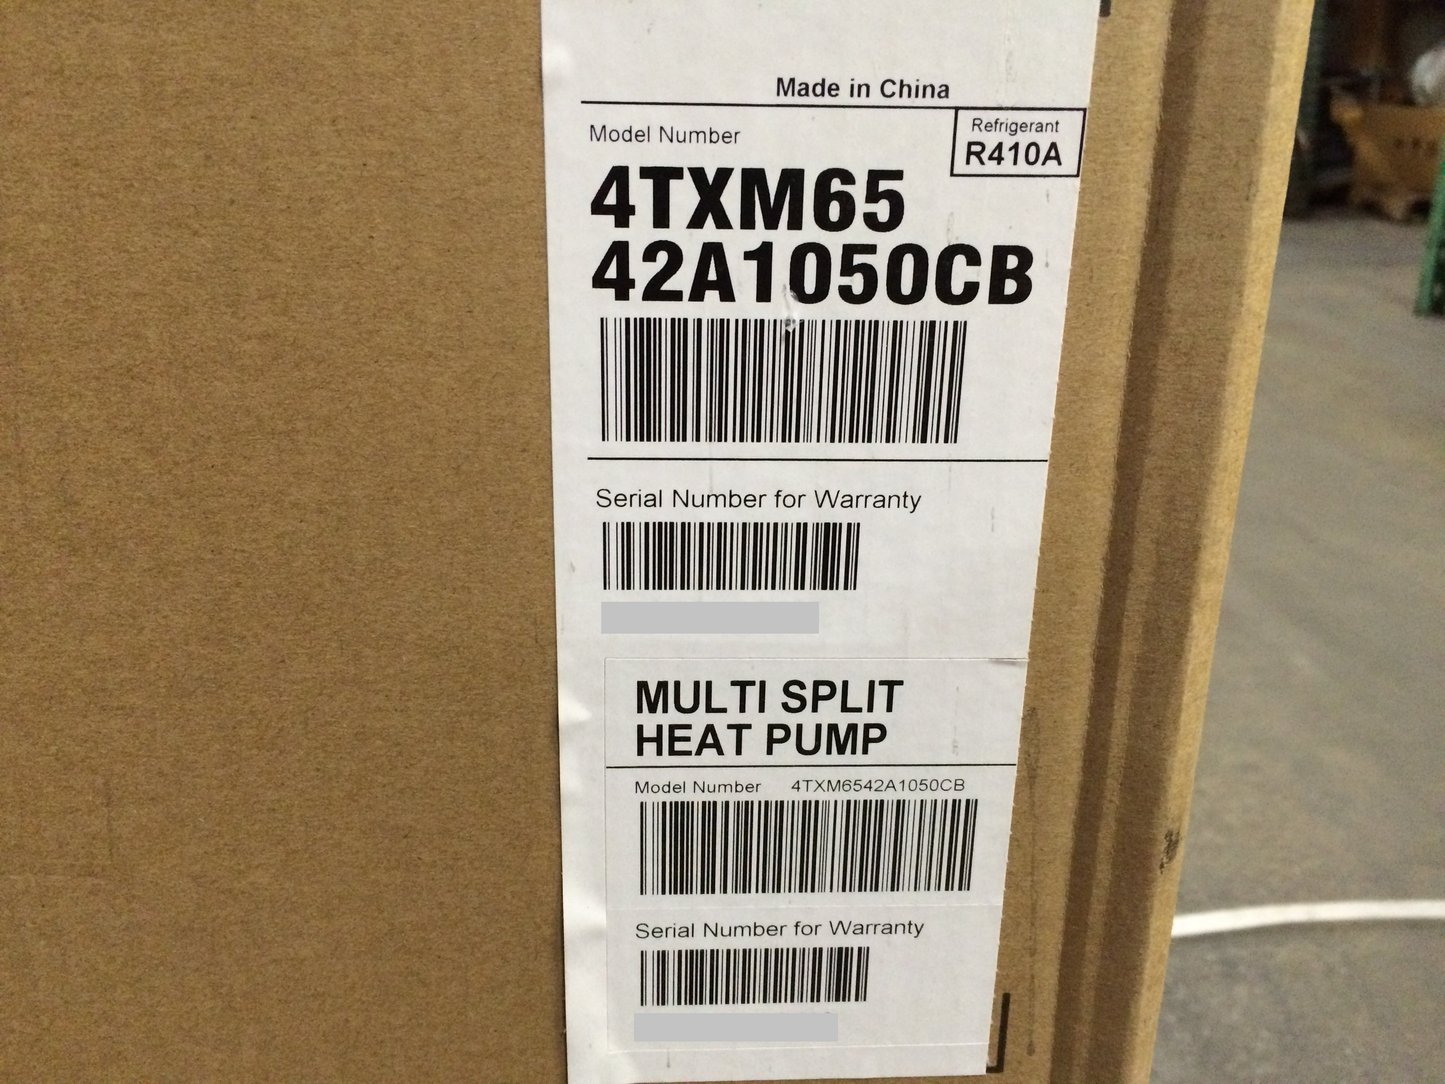 Made in China
Model Number
Refrigerant
R410A
4TXM65
42A1050CB
Serial Number for Warranty
MULTI SPLIT
HEAT PUMP
Model Number 4TXM6542A1050CB
Serial Number for Warranty